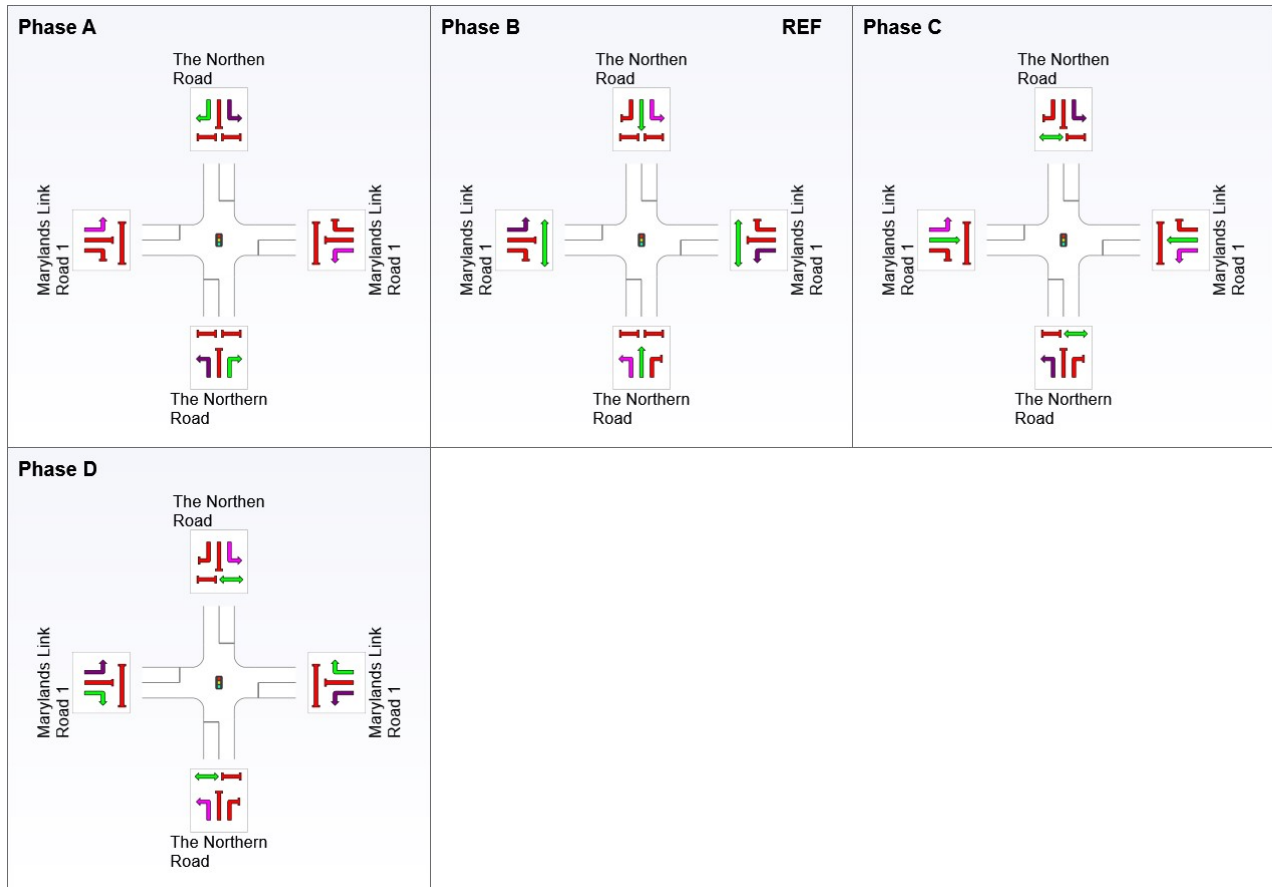 Phase A
The Northen
Road
Marylands Link
Road 1
Marylands Link
Road 1
The Northern
Road
Phase B
REF
The Northen
Road
Marylands Link
Road 1
Marylands Link
Road 1
The Northern
Road
Phase C
The Northen
Road
Marylands Link
Road 1
Marylands Link
Road 1
The Northern
Road
Phase D
The Northen
Road
Marylands Link
Road 1
Marylands Link
Road 1
The Northern
Road